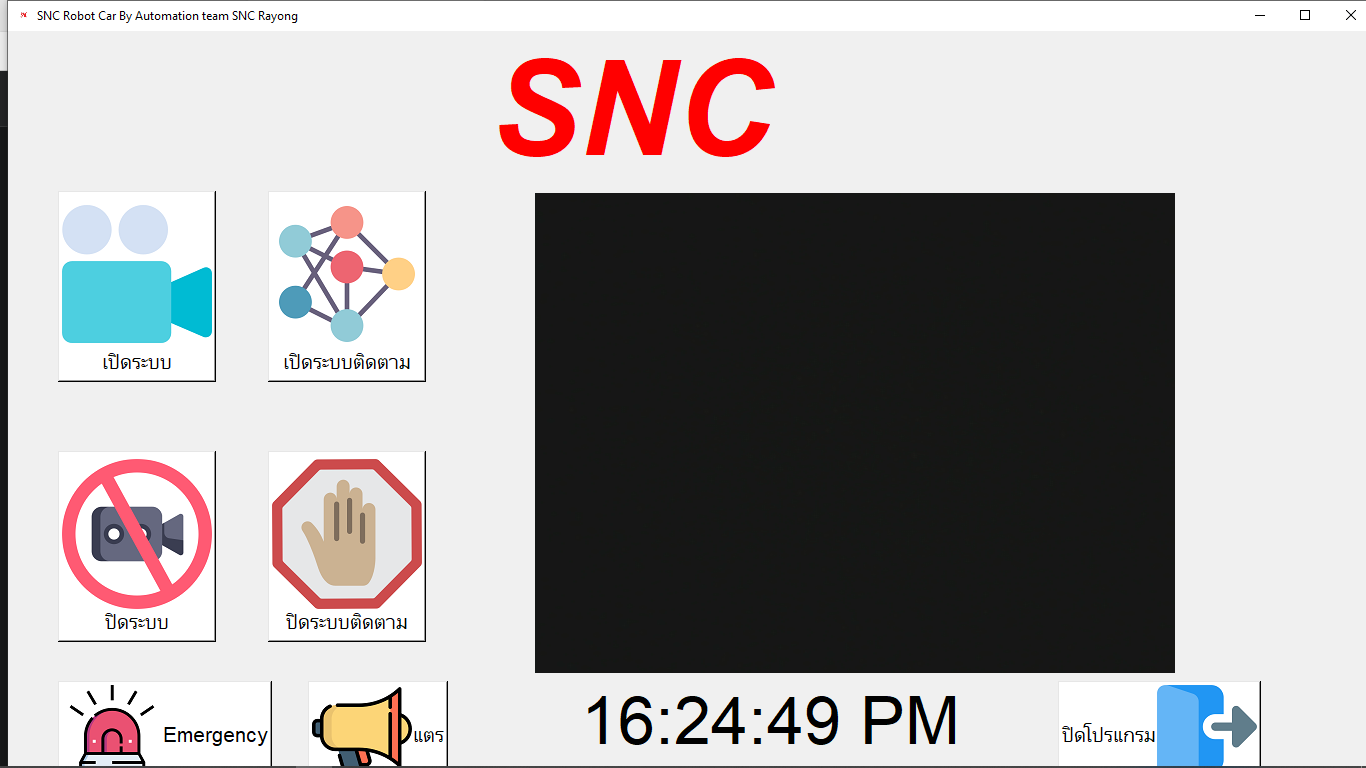 SNC Robot Car By Automation team SNC Rayong
SNC
เปิดระบบ
เปิดระบบติดตาม
ปิดระบบ
ปิดระบบติดตาม
Emergency
แตร
16:24:49 PM
ปิดโปรแกรม